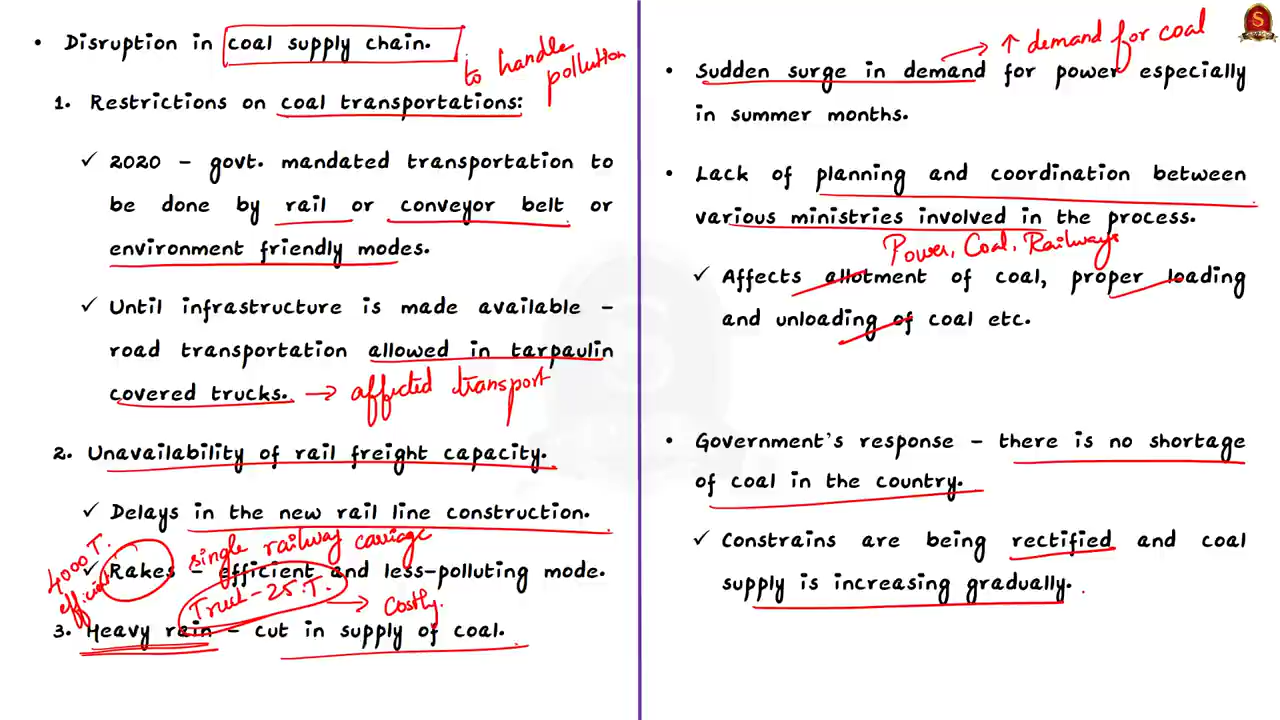 • Disruption in coal supply chain.
to handle
pollution
1. Restrictions on coal transportations:
✓ 2020 – govt. mandated transportation to
be done by rail or conveyor belt or
environment friendly modes.
✓ Until infrastructure is made available –
road transportation allowed in tarpaulin
covered trucks. → affected transport
2. Unavailability of rail freight capacity.
✓ Delays in the new rail line construction.
4000 T.
single railway carriage
✓ Rakes – efficient and less-polluting mode.
Truck – 25 T. → costly.
3. Heavy rain – cut in supply of coal.
→ ↑ demand for coal
• Sudden surge in demand for power especially
in summer months.
• Lack of planning and coordination between
various ministries involved in the process.
Power, Coal, Railways
✓ Affects allotment of coal, proper loading
and unloading of coal etc.
• Government's response – there is no shortage
of coal in the country.
✓ Constrains are being rectified and coal
supply is increasing gradually.
S